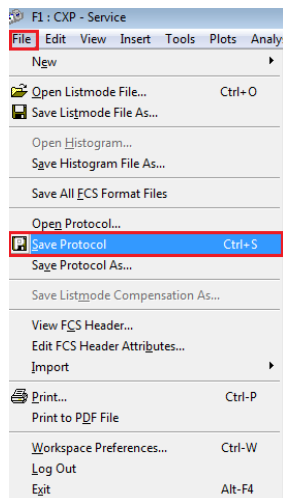 F1 : CXP - Service
File Edit View Insert Tools Plots Analy
New
Open Listmode File... Ctrl+O
Save Listmode File As...
Open Histogram...
Save Histogram File As...
Save All FCS Format Files
Open Protocol...
Save Protocol Ctrl+S
Save Protocol As...
Save Listmode Compensation As...
View FCS Header...
Edit FCS Header Attributes...
Import
Print... Ctrl-P
Print to PDF File
Workspace Preferences... Ctrl-W
Log Out
Exit Alt-F4